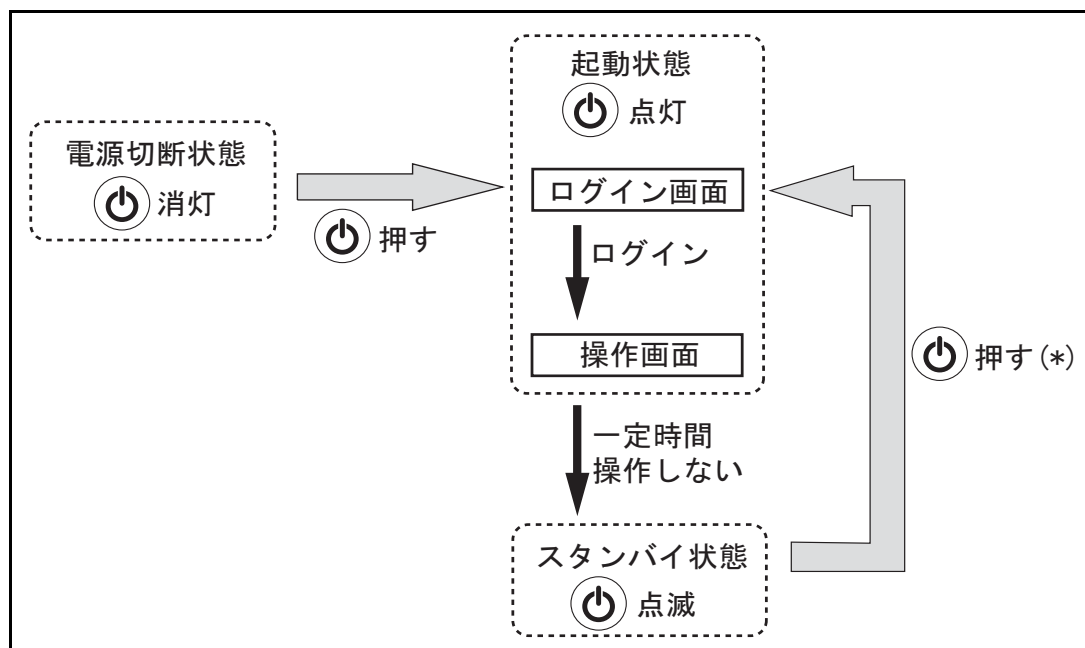 電源切断状態
消灯
押す
起動状態
点灯
ログイン画面
ログイン
操作画面
一定時間
操作しない
スタンバイ状態
点滅
押す(*)